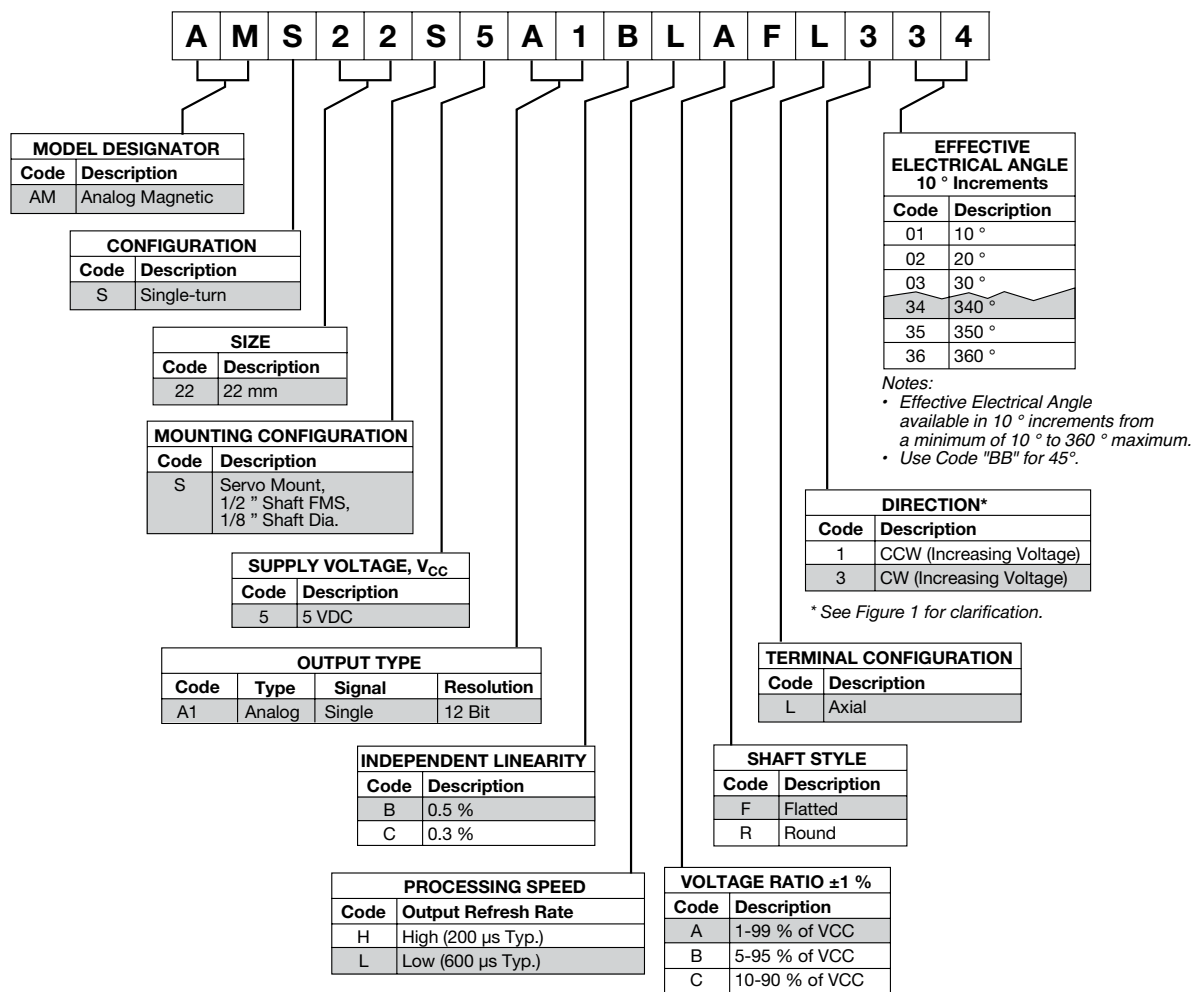 A M S 2 2 S 5 A 1 B L A F L 3 3 4
MODEL DESIGNATOR
Code Description
AM Analog Magnetic
CONFIGURATION
Code Description
S Single-turn
SIZE
Code Description
22 22 mm
MOUNTING CONFIGURATION
Code Description
S Servo Mount,
1/2 ” Shaft FMS,
1/8 ” Shaft Dia.
SUPPLY VOLTAGE, VCC
Code Description
5 5 VDC
OUTPUT TYPE
Code Type Signal Resolution
A1 Analog Single 12 Bit
INDEPENDENT LINEARITY
Code Description
B 0.5 %
C 0.3 %
PROCESSING SPEED
Code Output Refresh Rate
H High (200 µs Typ.)
L Low (600 µs Typ.)
VOLTAGE RATIO ±1 %
Code Description
A 1-99 % of VCC
B 5-95 % of VCC
C 10-90 % of VCC
SHAFT STYLE
Code Description
F Flatted
R Round
TERMINAL CONFIGURATION
Code Description
L Axial
DIRECTION*
Code Description
1 CCW (Increasing Voltage)
3 CW (Increasing Voltage)
* See Figure 1 for clarification.
EFFECTIVE
ELECTRICAL ANGLE
10 ° Increments
Code Description
01 10 °
02 20 °
03 30 °
34 340 °
35 350 °
36 360 °
Notes:
• Effective Electrical Angle
available in 10 ° increments from
a minimum of 10 ° to 360 ° maximum.
• Use Code "BB" for 45°.